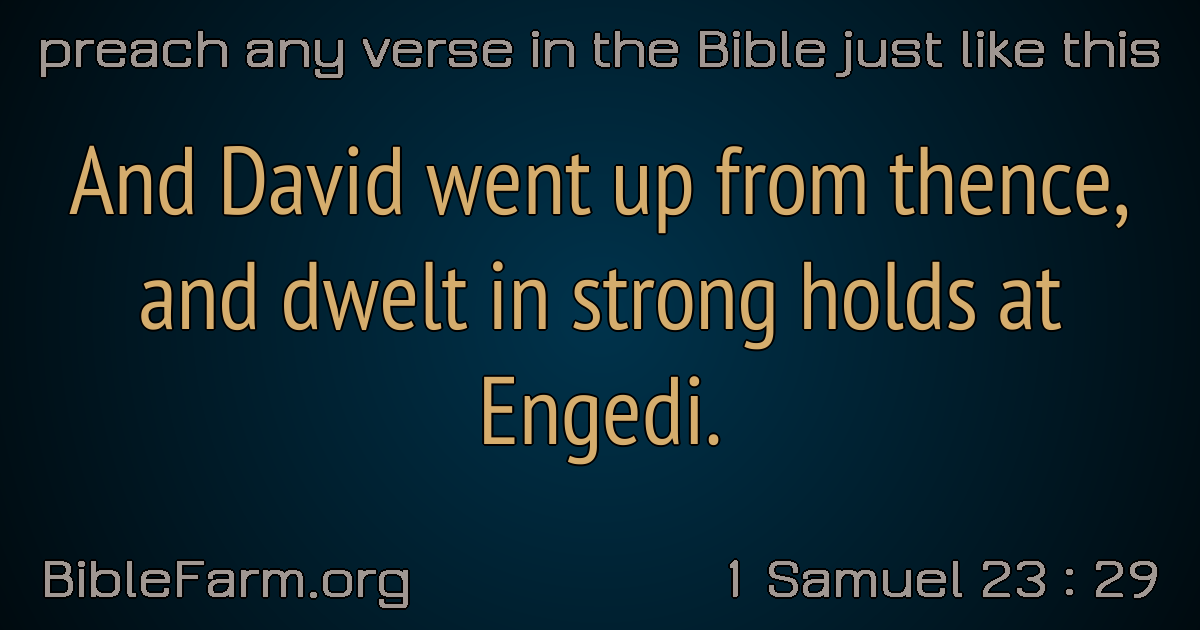 preach any verse in the Bible just like this
And David went up from thence,
and dwelt in strong holds at
Engedi.
BibleFarm.org
1 Samuel 23 : 29